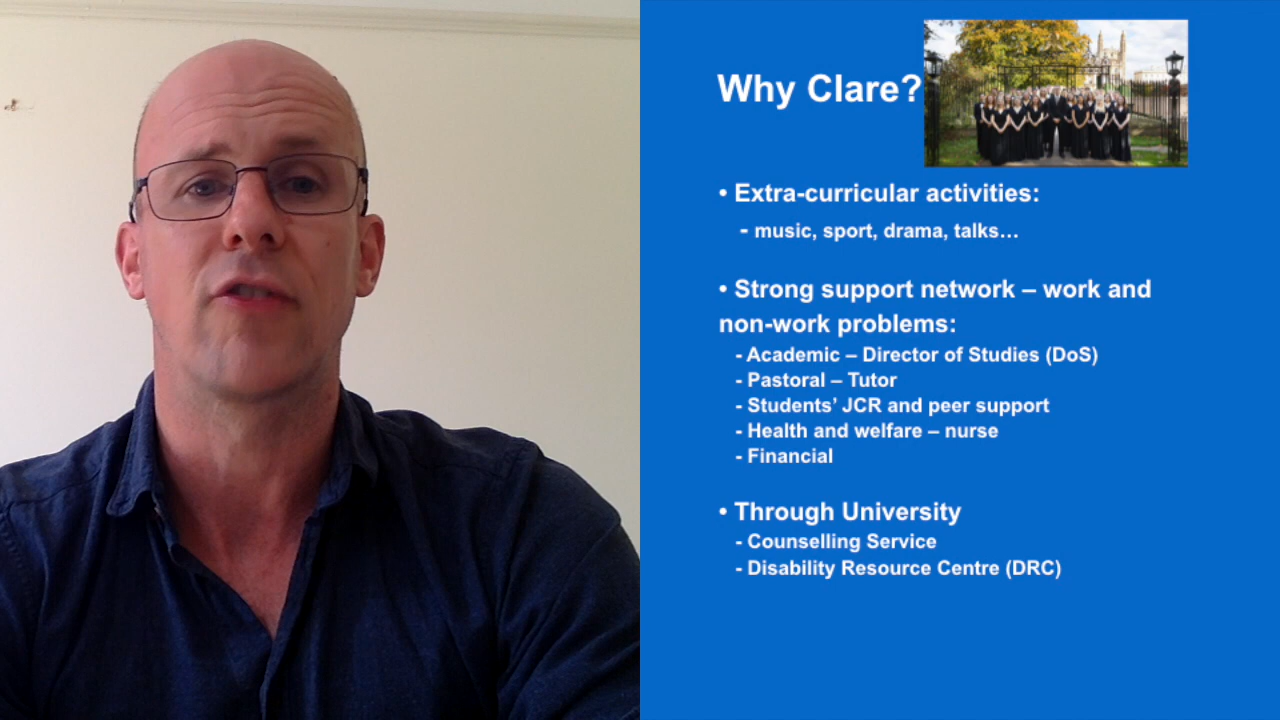 Why Clare?
• Extra-curricular activities:
- music, sport, drama, talks…
• Strong support network – work and
non-work problems:
- Academic – Director of Studies (DoS)
- Pastoral – Tutor
- Students’ JCR and peer support
- Health and welfare – nurse
- Financial
• Through University
- Counselling Service
- Disability Resource Centre (DRC)